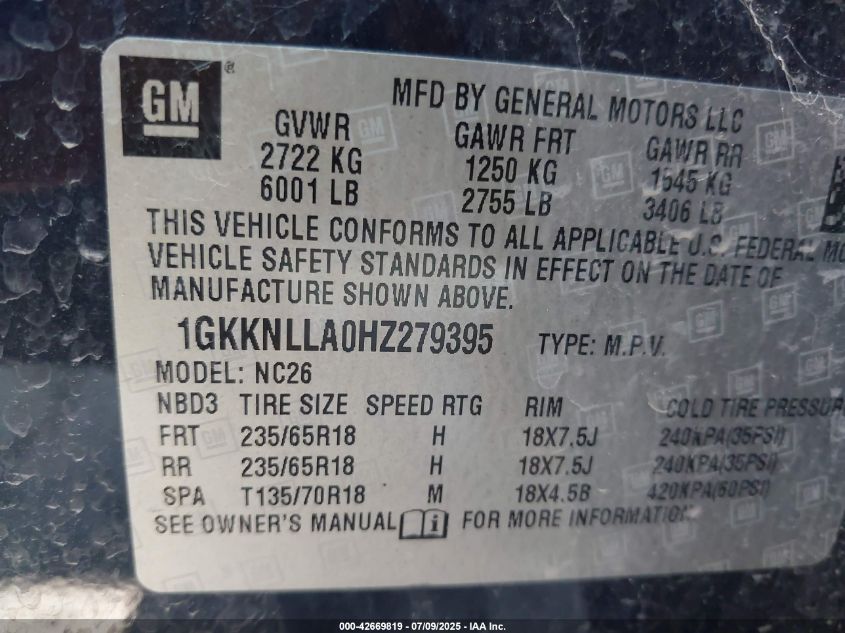 GM®
MFD BY GENERAL MOTORS LLC
GVWR GAWR FRT GAWR RR
2722 KG 1250 KG 1545 KG
6001 LB 2755 LB 3406 LB
THIS VEHICLE CONFORMS TO ALL APPLICABLE U.S. FEDERAL MO
VEHICLE SAFETY STANDARDS IN EFFECT ON THE DATE OF
MANUFACTURE SHOWN ABOVE.
1GKKNLLA0HZ279395 TYPE: M.P.V.
MODEL: NC26
NBD3 TIRE SIZE SPEED RTG RIM COLD TIRE PRESSUR
FRT 235/65R18 H 18X7.5J 240KPA(35PSI)
RR 235/65R18 H 18X7.5J 240KPA(35PSI)
SPA T135/70R18 M 18X4.5B 420KPA(60PSI)
SEE OWNER'S MANUAL FOR MORE INFORMATION
000-42669819 / 07/09/2025 - IAA Inc.